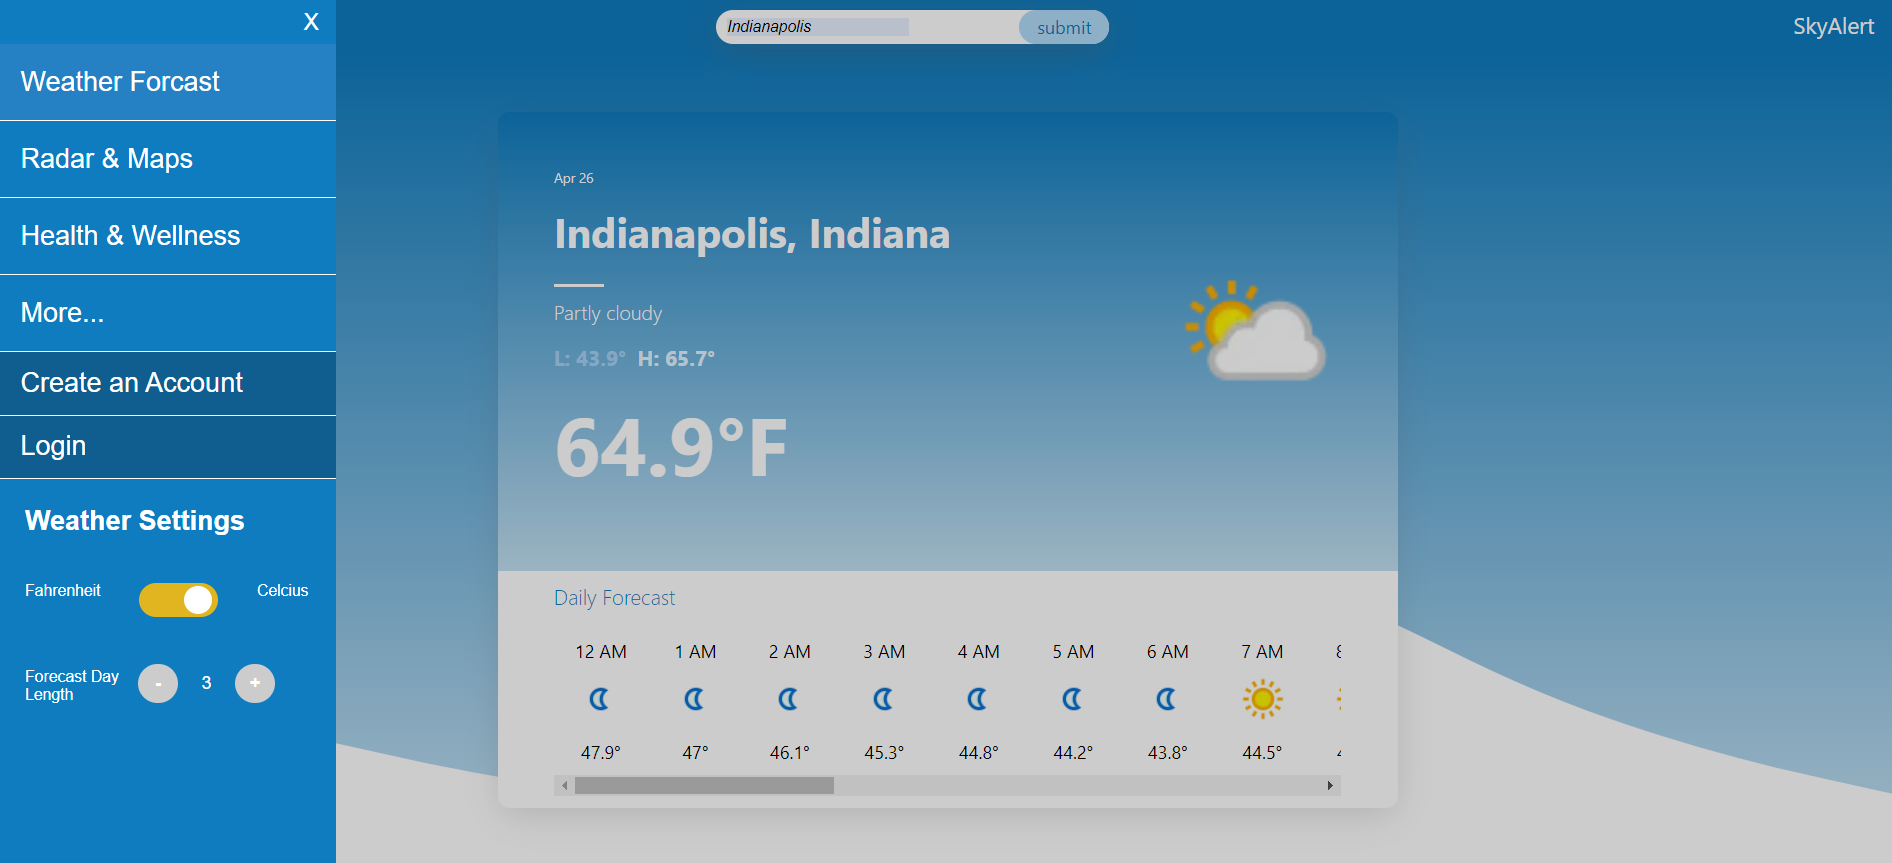 X
Weather Forcast
Radar & Maps
Health & Wellness
More...
Create an Account
Login
Weather Settings
Fahrenheit Celcius
Forecast Day
Length
- 3 +
Indianapolis submit
SkyAlert
Apr 26
Indianapolis, Indiana
Partly cloudy
L: 43.9° H: 65.7°
64.9°F
Daily Forecast
12 AM 1 AM 2 AM 3 AM 4 AM 5 AM 6 AM 7 AM
47.9° 47° 46.1° 45.3° 44.8° 44.2° 43.8° 44.5°